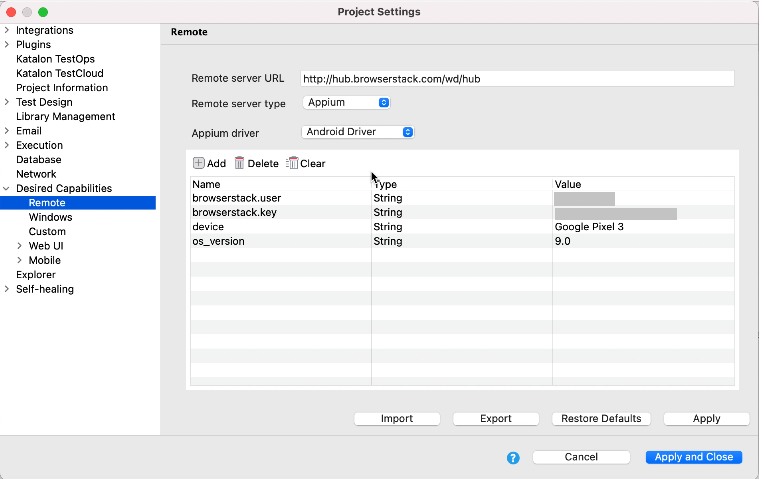 Project Settings
Integrations
Plugins
Katalon TestOps
Katalon TestCloud
Project Information
Test Design
Library Management
Email
Execution
Database
Network
Desired Capabilities
Remote
Windows
Custom
Web UI
Mobile
Explorer
Self-healing
Remote
Remote server URL http://hub.browserstack.com/wd/hub
Remote server type Appium
Appium driver Android Driver
Add Delete Clear
Name Type Value
browserstack.user String
browserstack.key String
device String Google Pixel 3
os_version String 9.0
Import Export Restore Defaults Apply
? Cancel Apply and Close